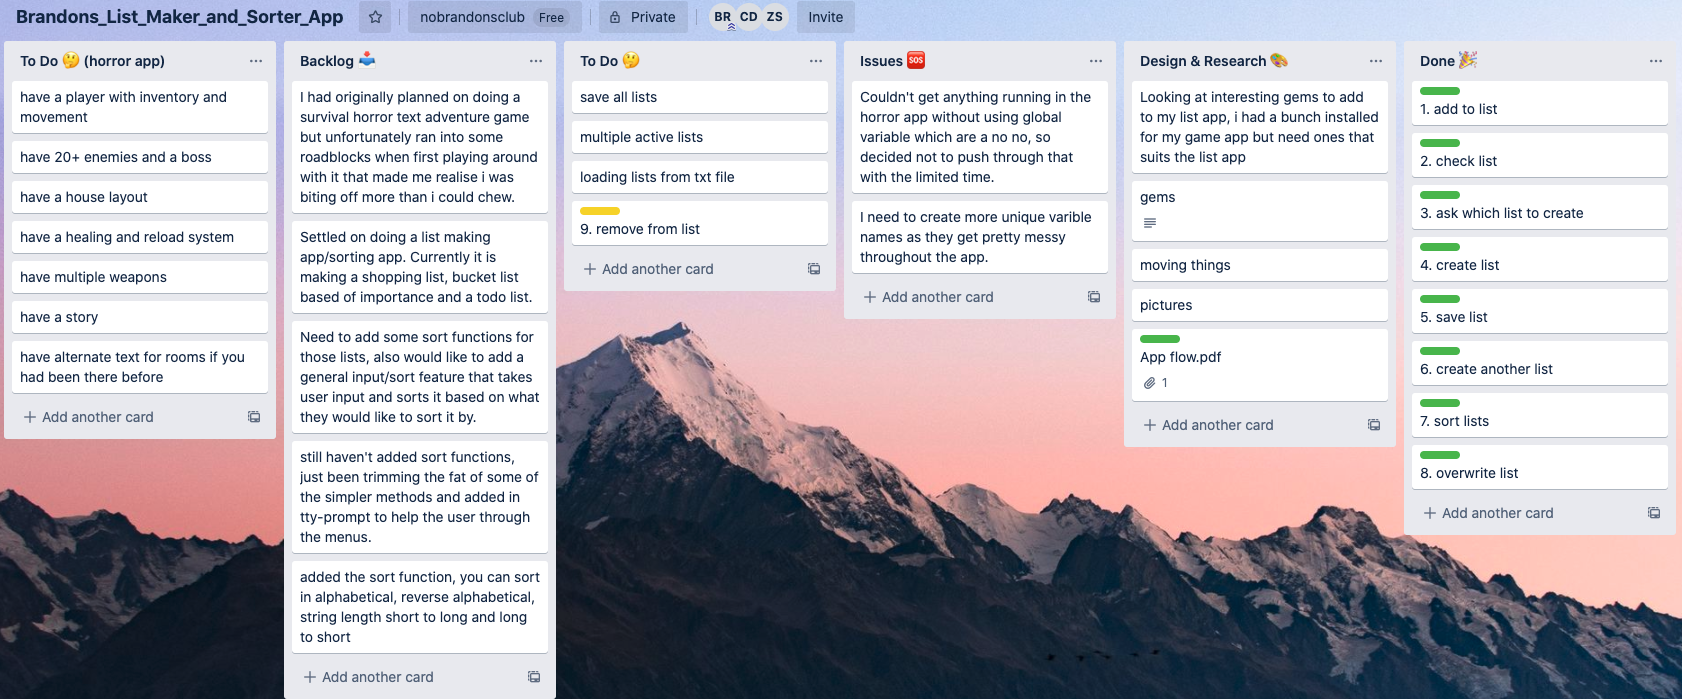 Brandons_List_Maker_and_Sorter_App
nobrandonsclub Free
Private
BR CD ZS
Invite
To Do 🤔 (horror app)
have a player with inventory and
movement
have 20+ enemies and a boss
have a house layout
have a healing and reload system
have multiple weapons
have a story
have alternate text for rooms if you
had been there before
Add another card
Backlog 📥
I had originally planned on doing a
survival horror text adventure game
but unfortunately ran into some
roadblocks when first playing around
with it that made me realise i was
biting off more than i could chew.
Settled on doing a list making
app/sorting app. Currently it is
making a shopping list, bucket list
based of importance and a todo list.
Need to add some sort functions for
those lists, also would like to add a
general input/sort feature that takes
user input and sorts it based on what
they would like to sort it by.
still haven't added sort functions,
just been trimming the fat of some of
the simpler methods and added in
tty-prompt to help the user through
the menus.
added the sort function, you can sort
in alphabetical, reverse alphabetical,
string length short to long and long
to short
Add another card
To Do 🤔
save all lists
multiple active lists
loading lists from txt file
9. remove from list
Add another card
Issues 🆘
Couldn't get anything running in the
horror app without using global
variable which are a no no, so
decided not to push through that
with the limited time.
I need to create more unique varible
names as they get pretty messy
throughout the app.
Add another card
Design & Research 🎨
Looking at interesting gems to add
to my list app, i had a bunch installed
for my game app but need ones that
suits the list app
gems
moving things
pictures
App flow.pdf
1
Add another card
Done 🎉
1. add to list
2. check list
3. ask which list to create
4. create list
5. save list
6. create another list
7. sort lists
8. overwrite list
Add another card